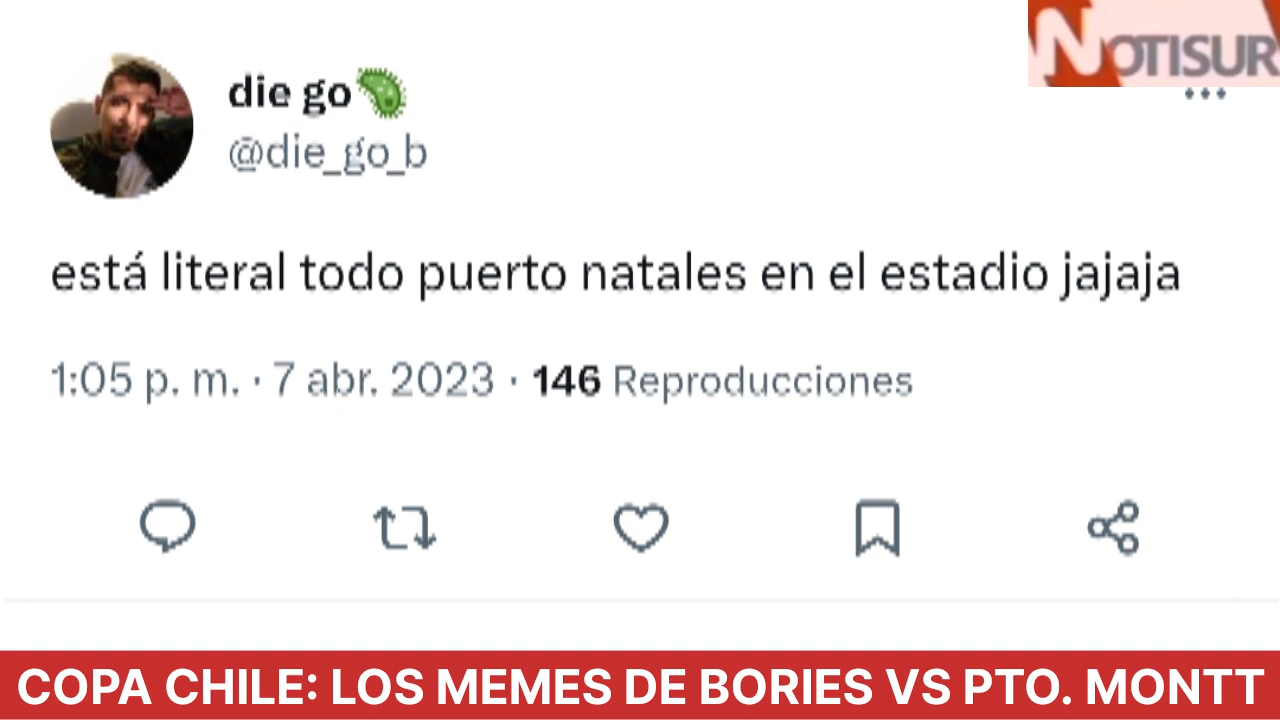 NOTISUR
die go
@die_go_b
está literal todo puerto natales en el estadio jajaja
1:05 p. m. · 7 abr. 2023 · 146 Reproducciones
COPA CHILE: LOS MEMES DE BORIES VS PTO. MONTT